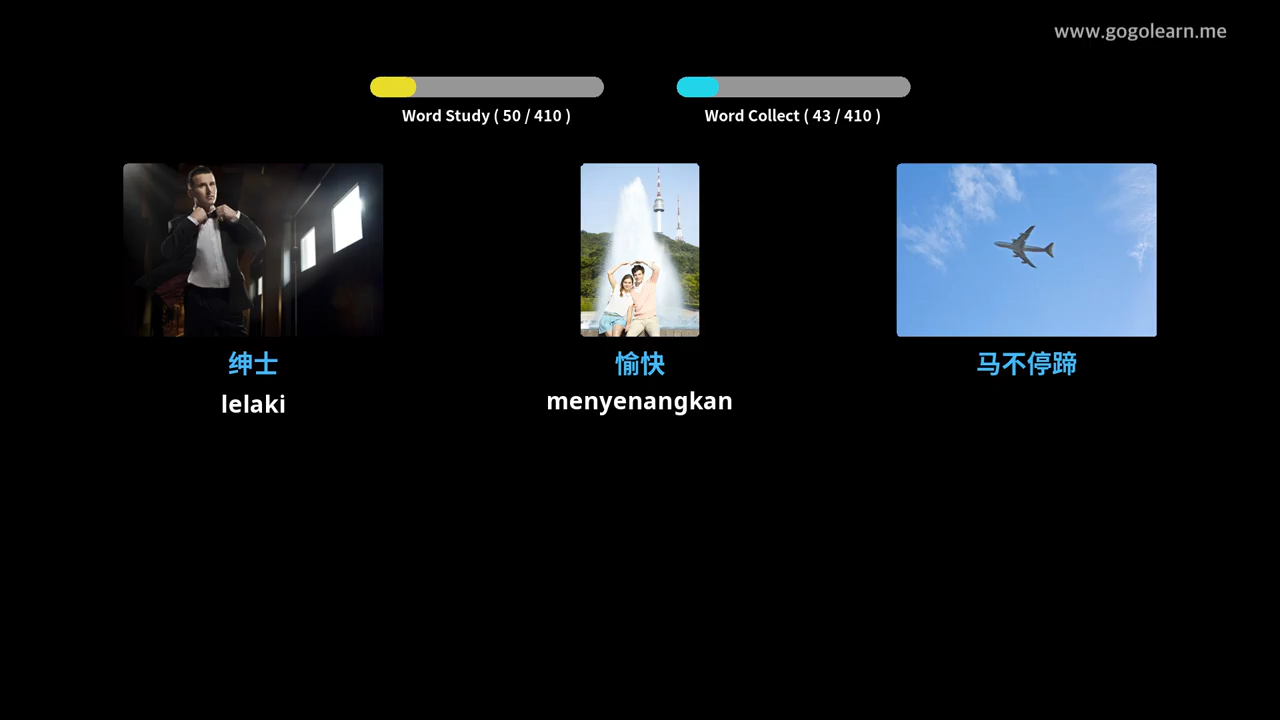 www.gogolearn.me
Word Study ( 50 / 410 )
Word Collect ( 43 / 410 )
绅士
愉快
马不停蹄
lelaki
menyenangkan